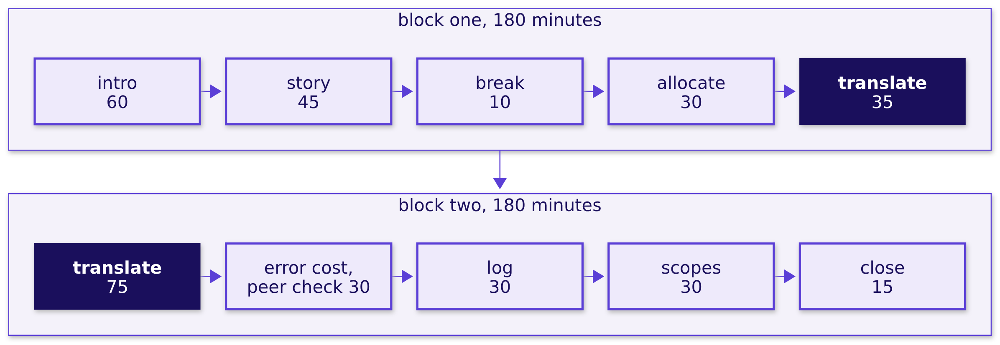 block one, 180 minutes
intro
60
story
45
break
10
allocate
30
translate
35
block two, 180 minutes
translate
75
error cost,
peer check 30
log
30
scopes
30
close
15